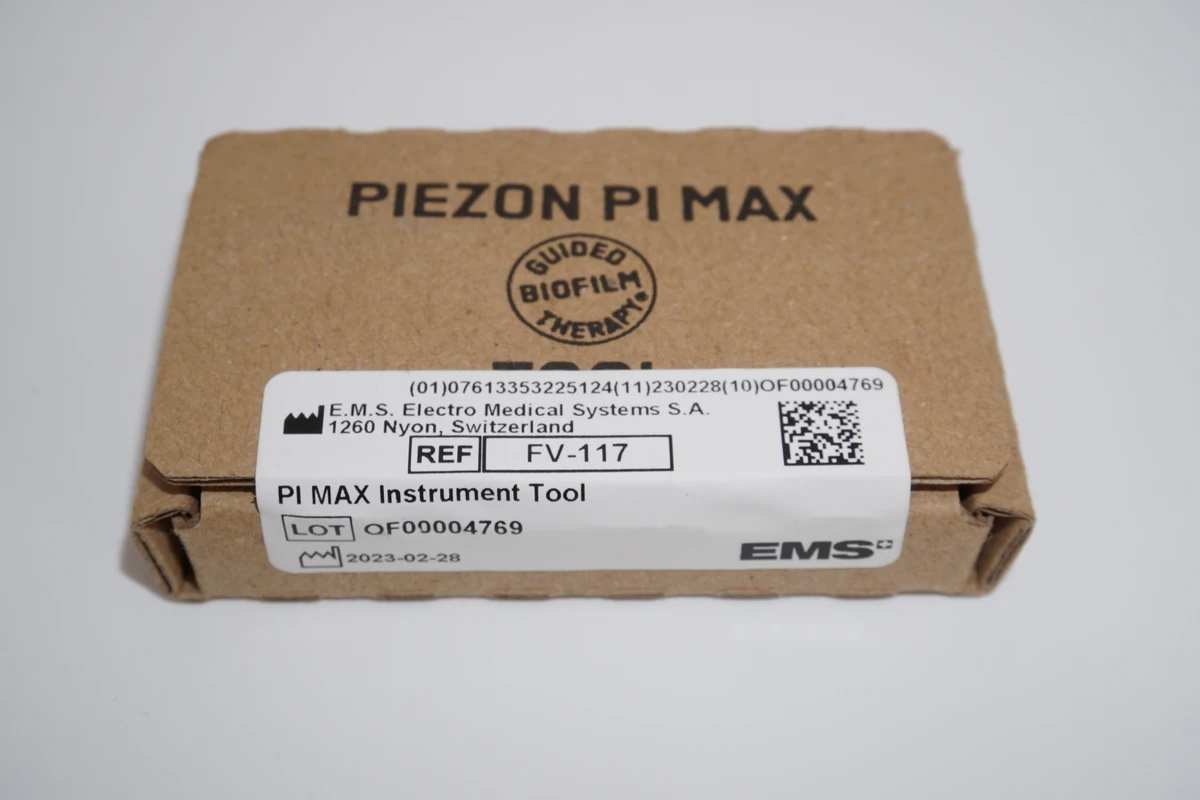 PIEZON PI MAX
GUIDED
BIOFILM
THERAPY®
(01)07613353225124(11)230228(10)OF00004769
E.M.S. Electro Medical Systems S.A.
1260 Nyon, Switzerland
REF FV-117
PI MAX Instrument Tool
LOT OF00004769
2023-02-28
EMS